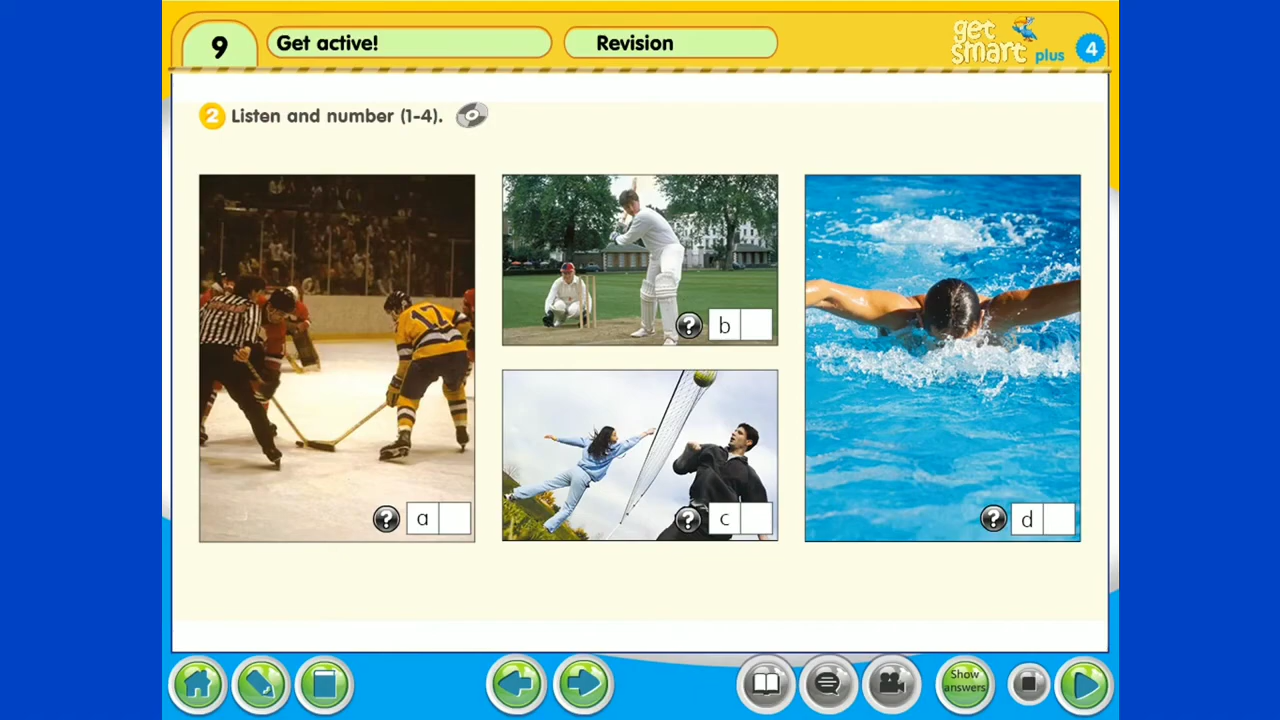 9
Get active!
Revision
get
smart
plus
4
2 Listen and number (1-4).
17
? a
? b
? c
? d
Show
answers